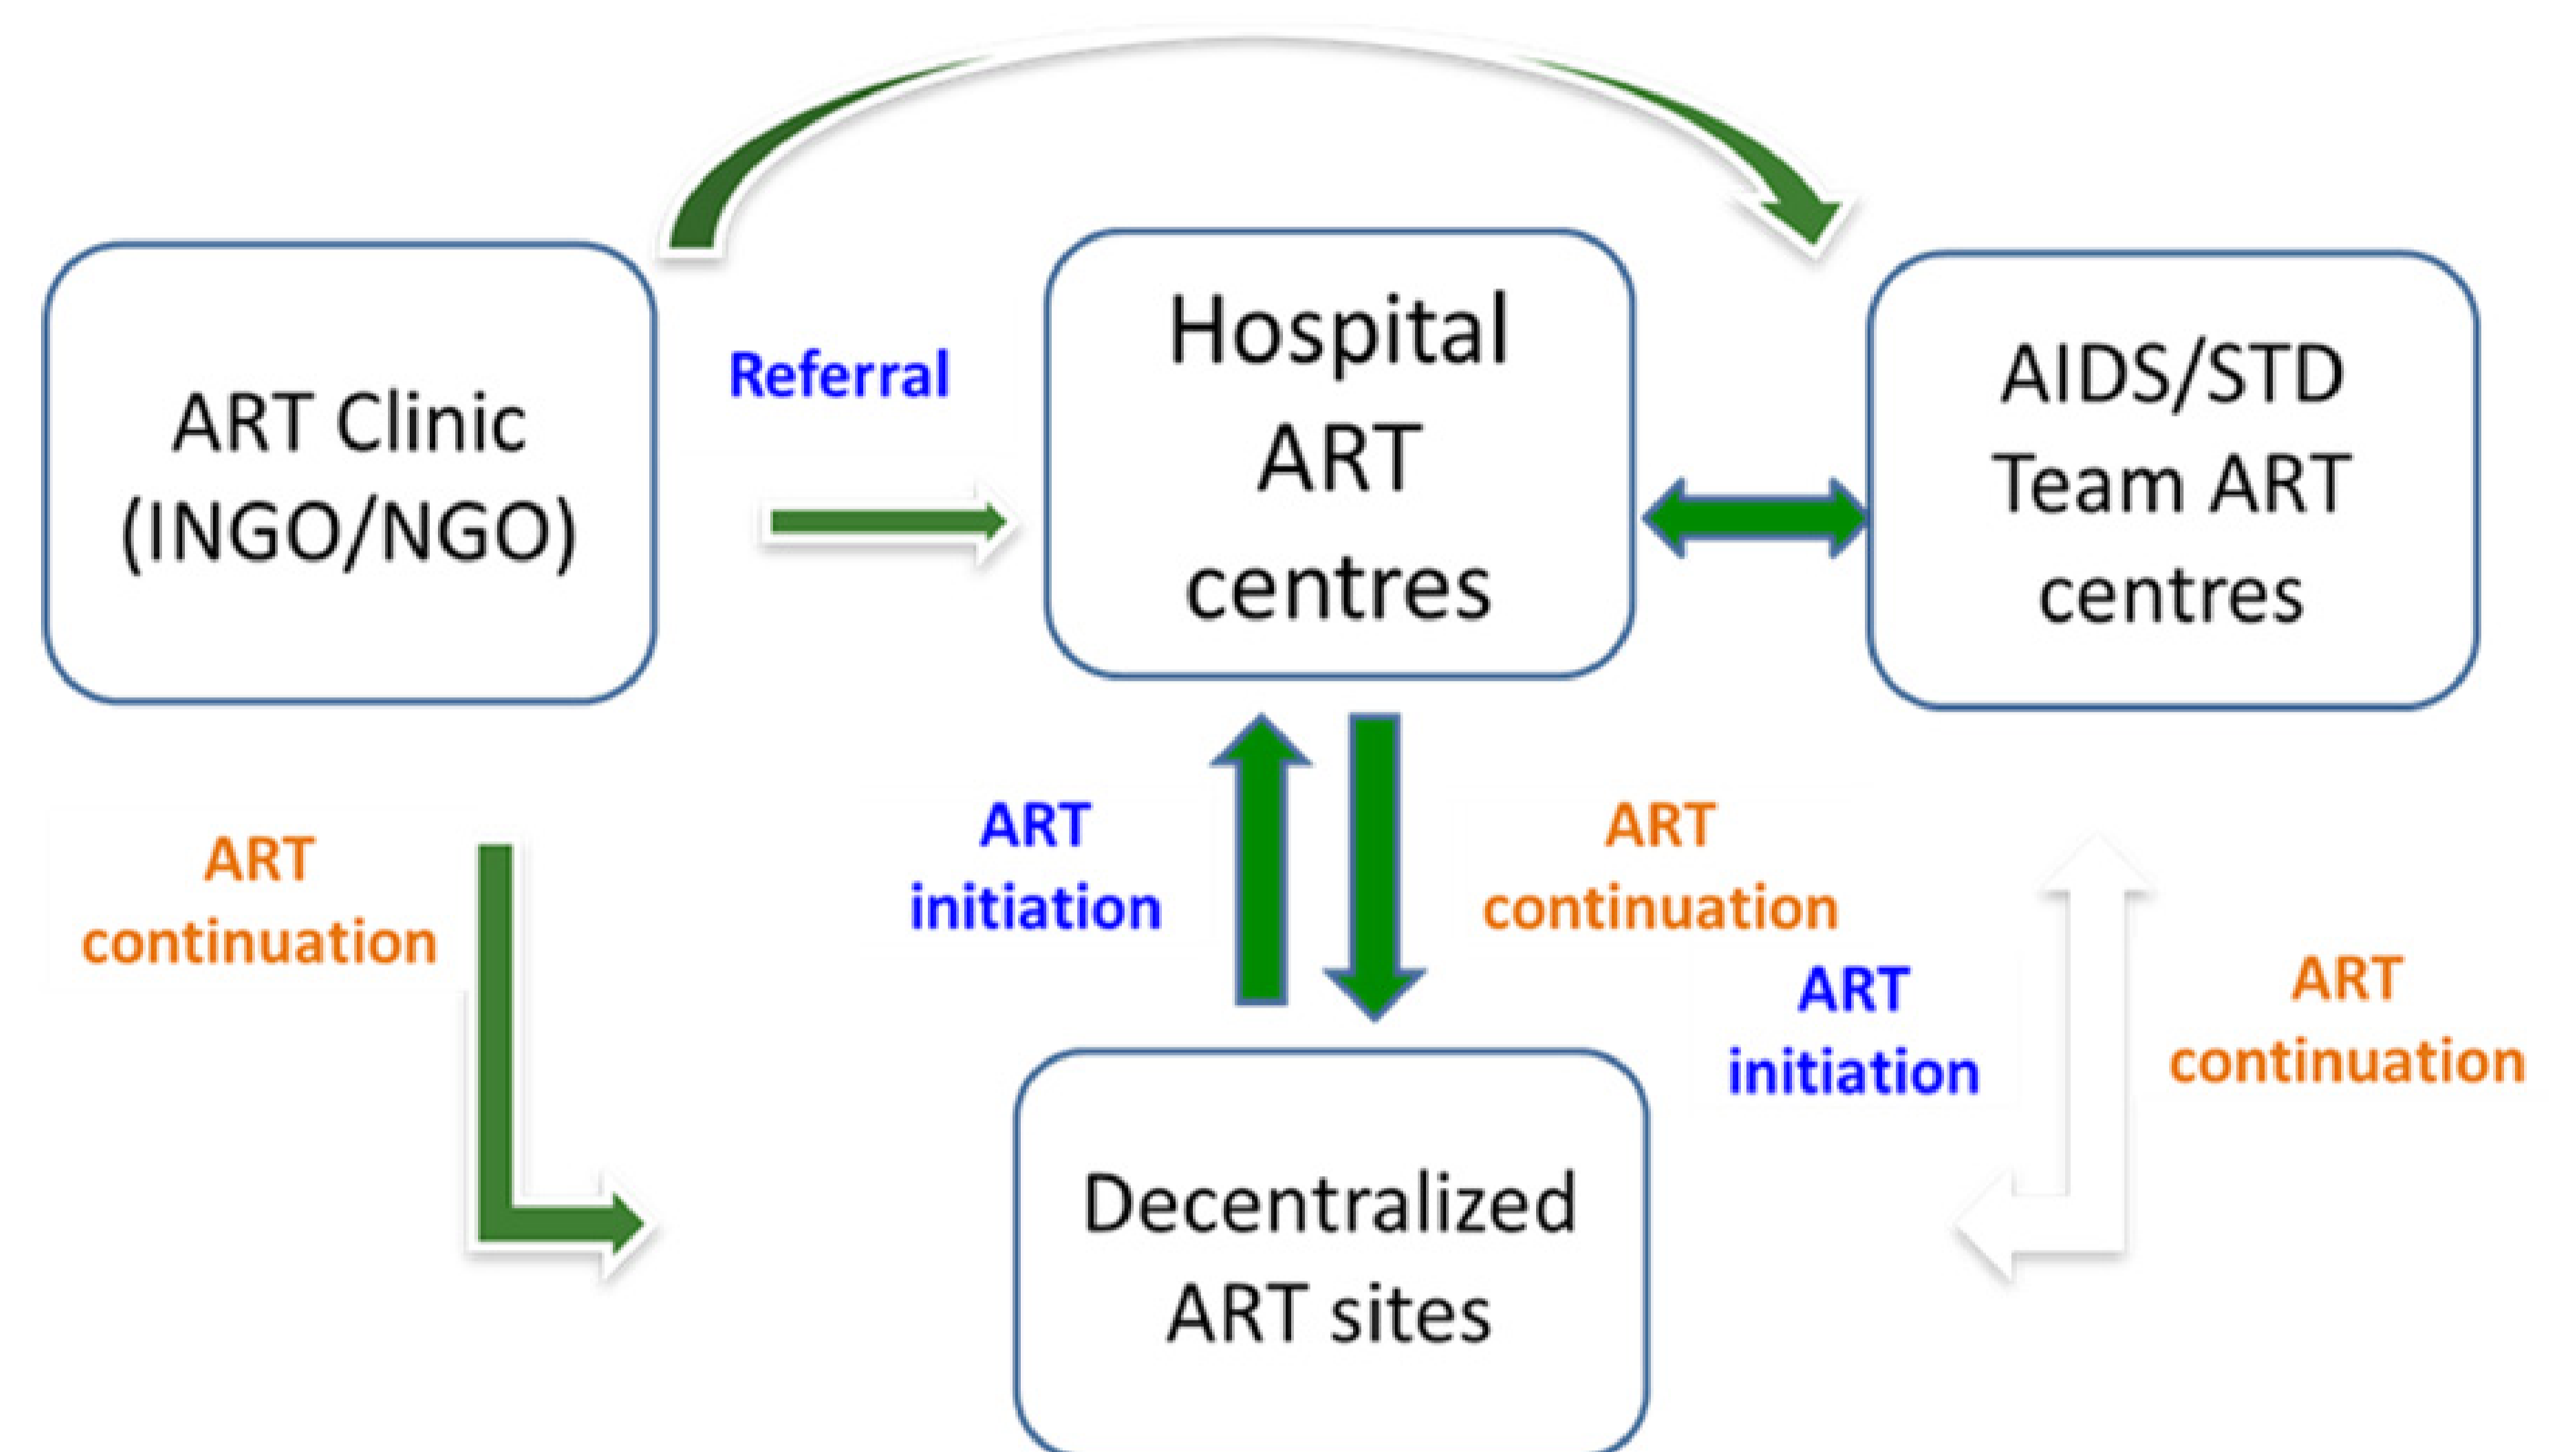 ART Clinic
(INGO/NGO)
Referral
Hospital
ART
centres
AIDS/STD
Team ART
centres
ART
continuation
ART
initiation
ART
continuation
ART
initiation
ART
continuation
Decentralized
ART sites